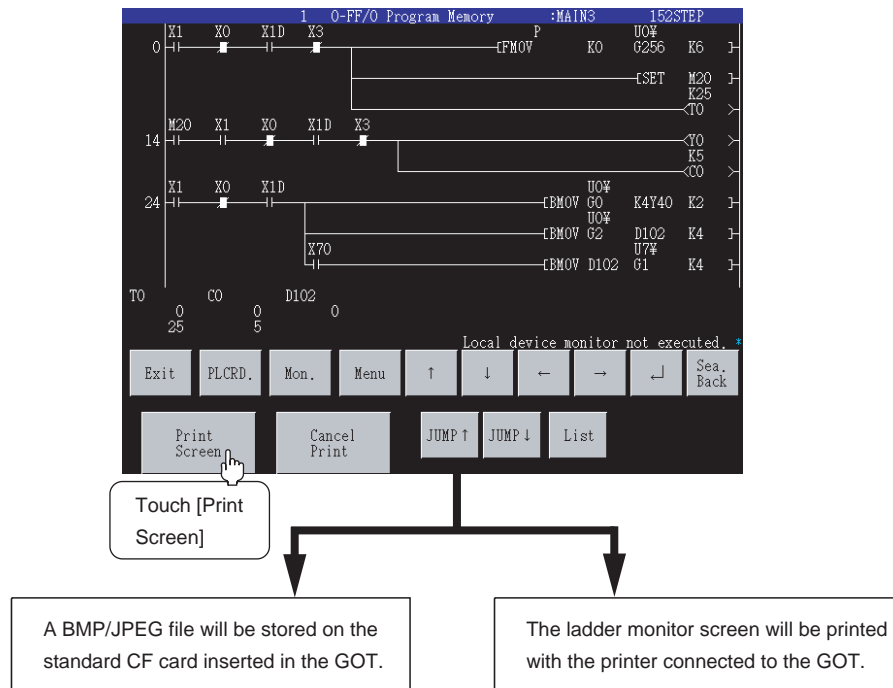 1 0-FF/0 Program Memory :MAIN3 152STEP
X1 X0 X1D X3 P U0¥
0 FMOV K0 G256 K6
SET M20
K25
T0
M20 X1 X0 X1D X3
14 Y0
K5
C0
X1 X0 X1D U0¥
24 BMOV G0 K4Y40 K2
U0¥
BMOV G2 D102 K4
X70 U7¥
BMOV D102 G1 K4
T0 C0 D102
0 0 0
25 5
Local device monitor not executed. *
Exit PLCRD. Mon. Menu ↑ ↓ ← → ↵ Sea.
Back
Print
Screen
Cancel
Print
JUMP↑ JUMP↓ List
Touch [Print
Screen]
A BMP/JPEG file will be stored on the
standard CF card inserted in the GOT.
The ladder monitor screen will be printed
with the printer connected to the GOT.